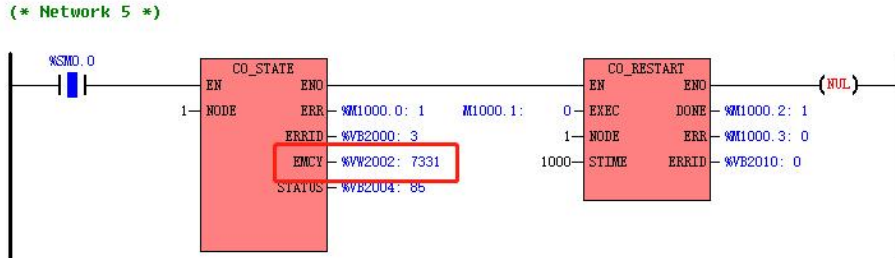 (* Network 5 *)
%SM0.0
CO_STATE
EN ENO
1 NODE ERR %M1000.0: 1
ERRID %VB2000: 3
EMCY %VW2002: 7331
STATUS %VB2004: 85
CO_RESTART
EN ENO
NUL
M1000.1: 0 EXEC DONE %M1000.2: 1
1 NODE ERR %M1000.3: 0
1000 STIME ERRID %VB2010: 0